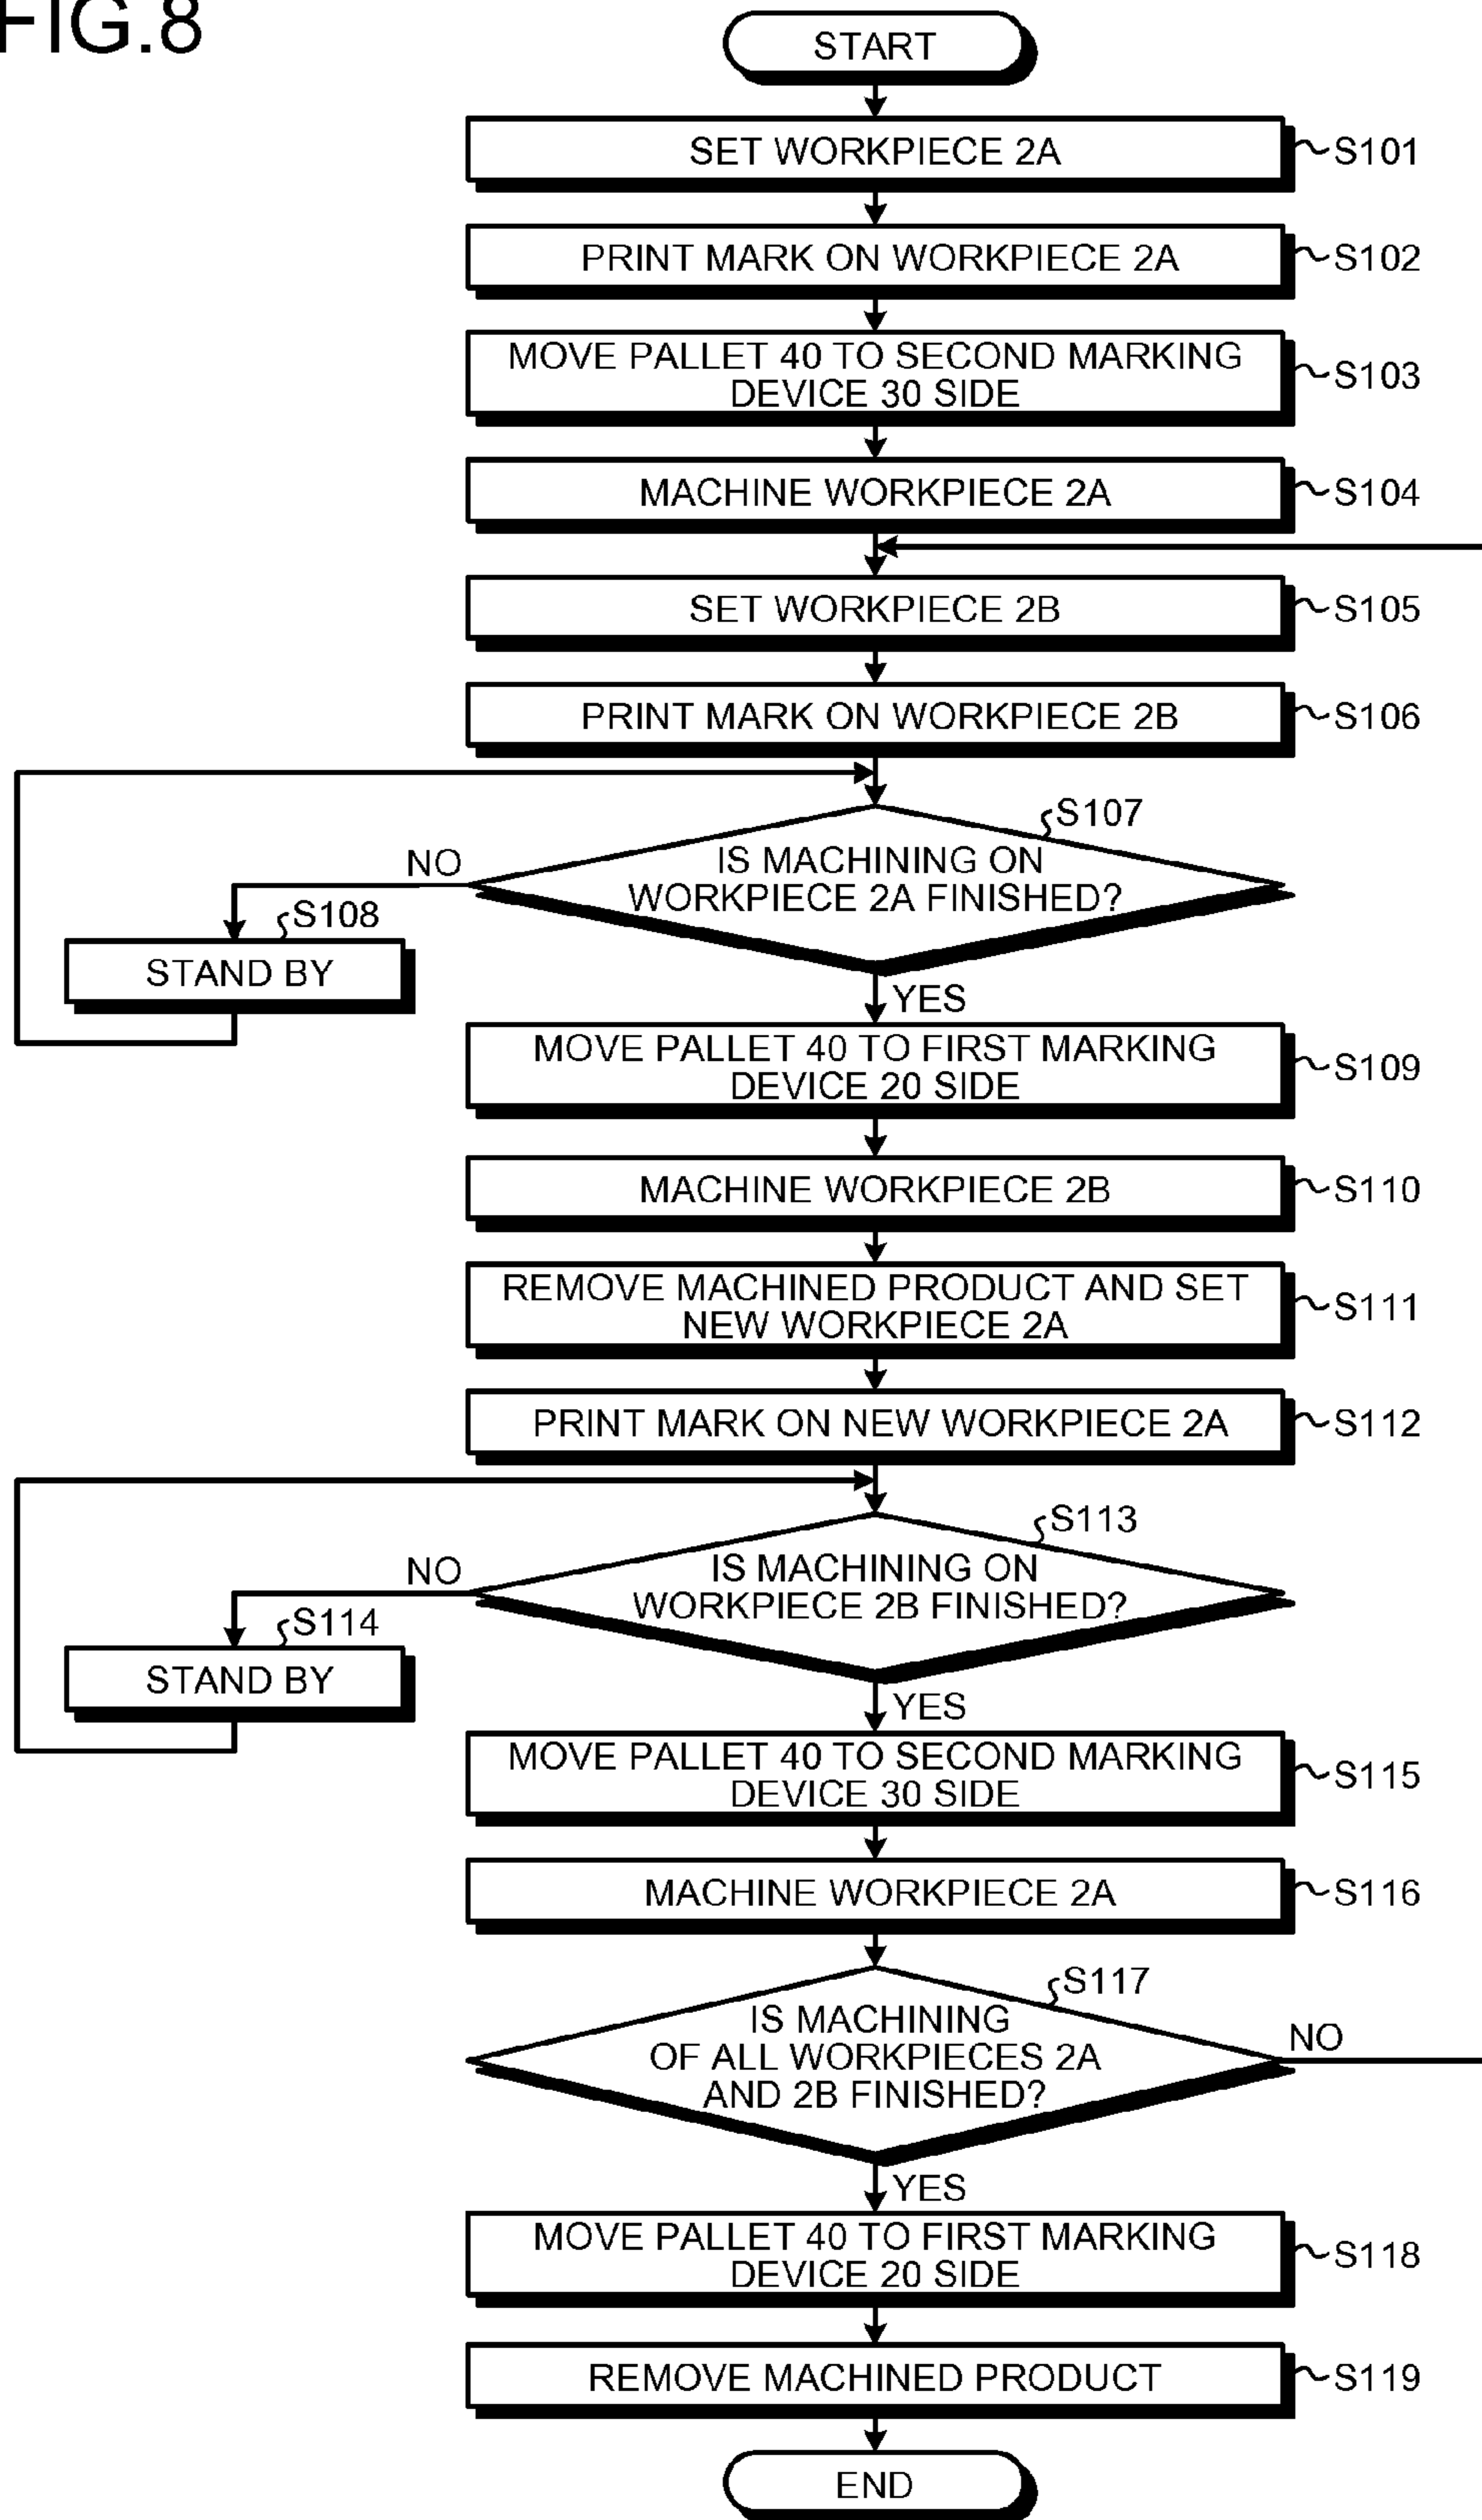 FIG.8
START
SET WORKPIECE 2A
S101
PRINT MARK ON WORKPIECE 2A
S102
MOVE PALLET 40 TO SECOND MARKING
DEVICE 30 SIDE
S103
MACHINE WORKPIECE 2A
S104
SET WORKPIECE 2B
S105
PRINT MARK ON WORKPIECE 2B
S106
S107
IS MACHINING ON
WORKPIECE 2A FINISHED?
NO
S108
STAND BY
YES
MOVE PALLET 40 TO FIRST MARKING
DEVICE 20 SIDE
S109
MACHINE WORKPIECE 2B
S110
REMOVE MACHINED PRODUCT AND SET
NEW WORKPIECE 2A
S111
PRINT MARK ON NEW WORKPIECE 2A
S112
S113
IS MACHINING ON
WORKPIECE 2B FINISHED?
NO
S114
STAND BY
YES
MOVE PALLET 40 TO SECOND MARKING
DEVICE 30 SIDE
S115
MACHINE WORKPIECE 2A
S116
S117
IS MACHINING
OF ALL WORKPIECES 2A
AND 2B FINISHED?
NO
YES
MOVE PALLET 40 TO FIRST MARKING
DEVICE 20 SIDE
S118
REMOVE MACHINED PRODUCT
S119
END